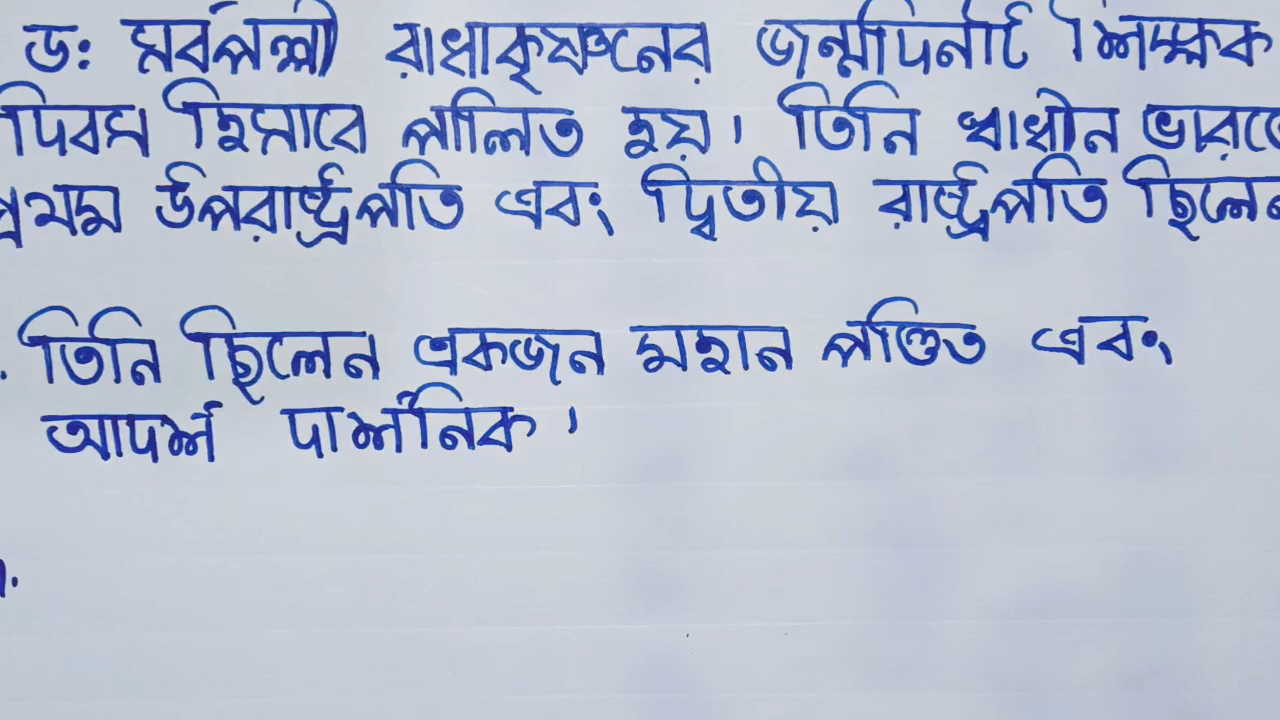 ডঃ সর্বপল্লী রাধাকৃষ্ণনের জন্মদিনটি শিক্ষক
দিবস হিসাবে পালিত হয়। তিনি স্বাধীন ভারতে
প্রথম উপরাষ্ট্রপতি এবং দ্বিতীয় রাষ্ট্রপতি ছিলেন
. তিনি ছিলেন একজন মহান পণ্ডিত এবং
আদর্শ দার্শনিক।